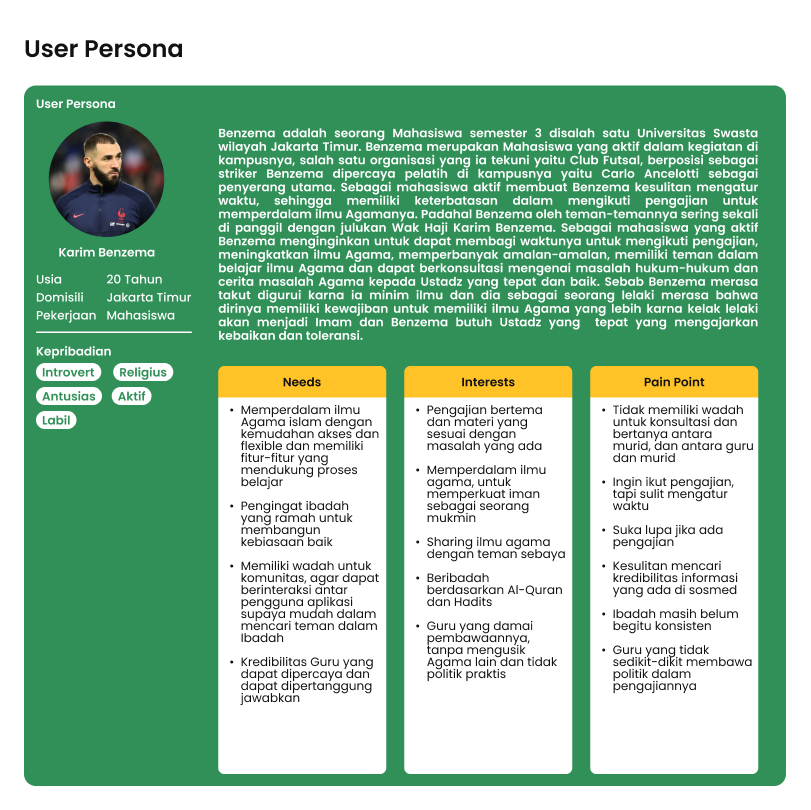 User Persona
User Persona
Karim Benzema
Usia 20 Tahun
Domisili Jakarta Timur
Pekerjaan Mahasiswa
Kepribadian
Introvert Religius
Antusias Aktif
Labil
Benzema adalah seorang Mahasiswa semester 3 disalah satu Universitas Swasta
wilayah Jakarta Timur. Benzema merupakan Mahasiswa yang aktif dalam kegiatan di
kampusnya, salah satu organisasi yang ia tekuni yaitu Club Futsal, berposisi sebagai
striker Benzema dipercaya pelatih di kampusnya yaitu Carlo Ancelotti sebagai
penyerang utama. Sebagai mahasiswa aktif membuat Benzema kesulitan mengatur
waktu, sehingga memiliki keterbatasan dalam mengikuti pengajian untuk
memperdalam ilmu Agamanya. Padahal Benzema oleh teman-temannya sering sekali
di panggil dengan julukan Wak Haji Karim Benzema. Sebagai mahasiswa yang aktif
Benzema menginginkan untuk dapat membagi waktunya untuk mengikuti pengajian,
meningkatkan ilmu Agama, memperbanyak amalan-amalan, memiliki teman dalam
belajar ilmu Agama dan dapat berkonsultasi mengenai masalah hukum-hukum dan
cerita masalah Agama kepada Ustadz yang tepat dan baik. Sebab Benzema merasa
takut digurui karna ia minim ilmu dan dia sebagai seorang lelaki merasa bahwa
dirinya memiliki kewajiban untuk memiliki ilmu Agama yang lebih karna kelak lelaki
akan menjadi Imam dan Benzema butuh Ustadz yang tepat yang mengajarkan
kebaikan dan toleransi.
Needs
• Memperdalam ilmu
Agama islam dengan
kemudahan akses dan
flexible dan memiliki
fitur-fitur yang
mendukung proses
belajar
• Pengingat ibadah
yang ramah untuk
membangun
kebiasaan baik
• Memiliki wadah untuk
komunitas, agar dapat
berinteraksi antar
pengguna aplikasi
supaya mudah dalam
mencari teman dalam
Ibadah
• Kredibilitas Guru yang
dapat dipercaya dan
dapat dipertanggung
jawabkan
Interests
• Pengajian bertema
dan materi yang
sesuai dengan
masalah yang ada
• Memperdalam ilmu
agama, untuk
memperkuat iman
sebagai seorang
mukmin
• Sharing ilmu agama
dengan teman sebaya
• Beribadah
berdasarkan Al-Quran
dan Hadits
• Guru yang damai
pembawaannya,
tanpa mengusik
Agama lain dan tidak
politik praktis
Pain Point
• Tidak memiliki wadah
untuk konsultasi dan
bertanya antara
murid, dan antara guru
dan murid
• Ingin ikut pengajian,
tapi sulit mengatur
waktu
• Suka lupa jika ada
pengajian
• Kesulitan mencari
kredibilitas informasi
yang ada di sosmed
• Ibadah masih belum
begitu konsisten
• Guru yang tidak
sedikit-dikit membawa
politik dalam
pengajiannya